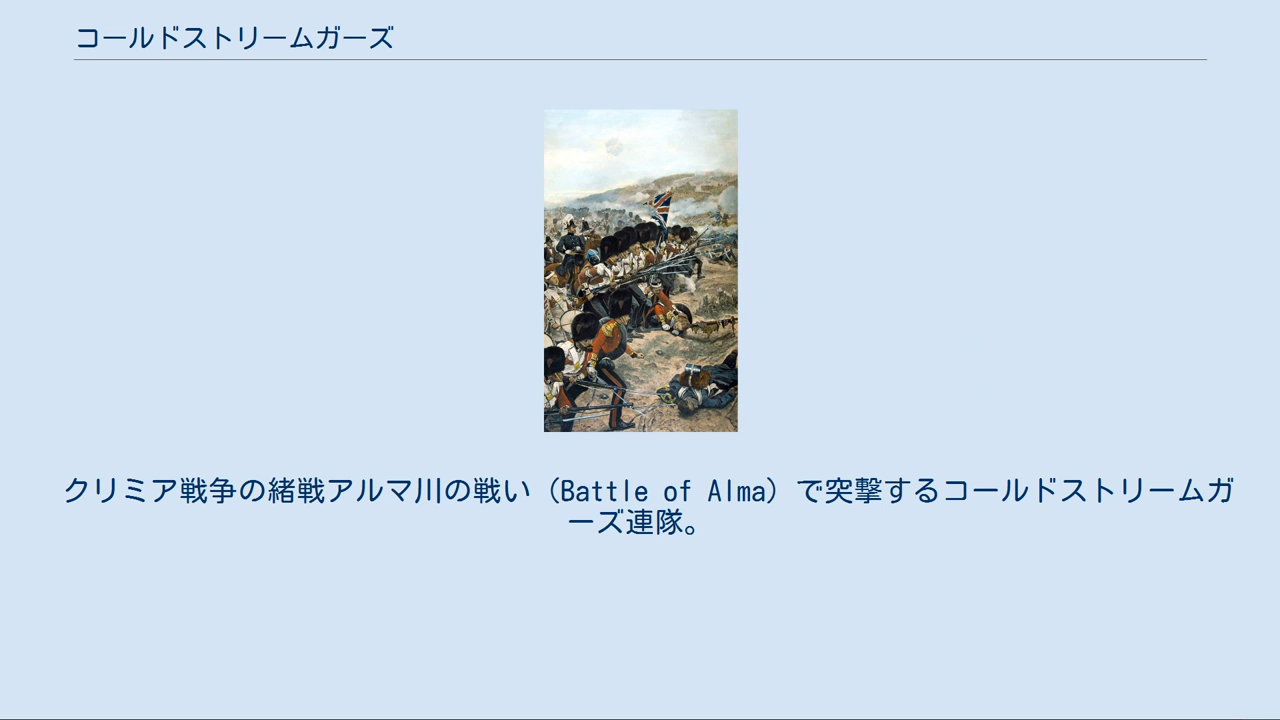 コールドストリームガーズ
クリミア戦争の緒戦アルマ川の戦い（Battle of Alma）で突撃するコールドストリームガ
ーズ連隊。